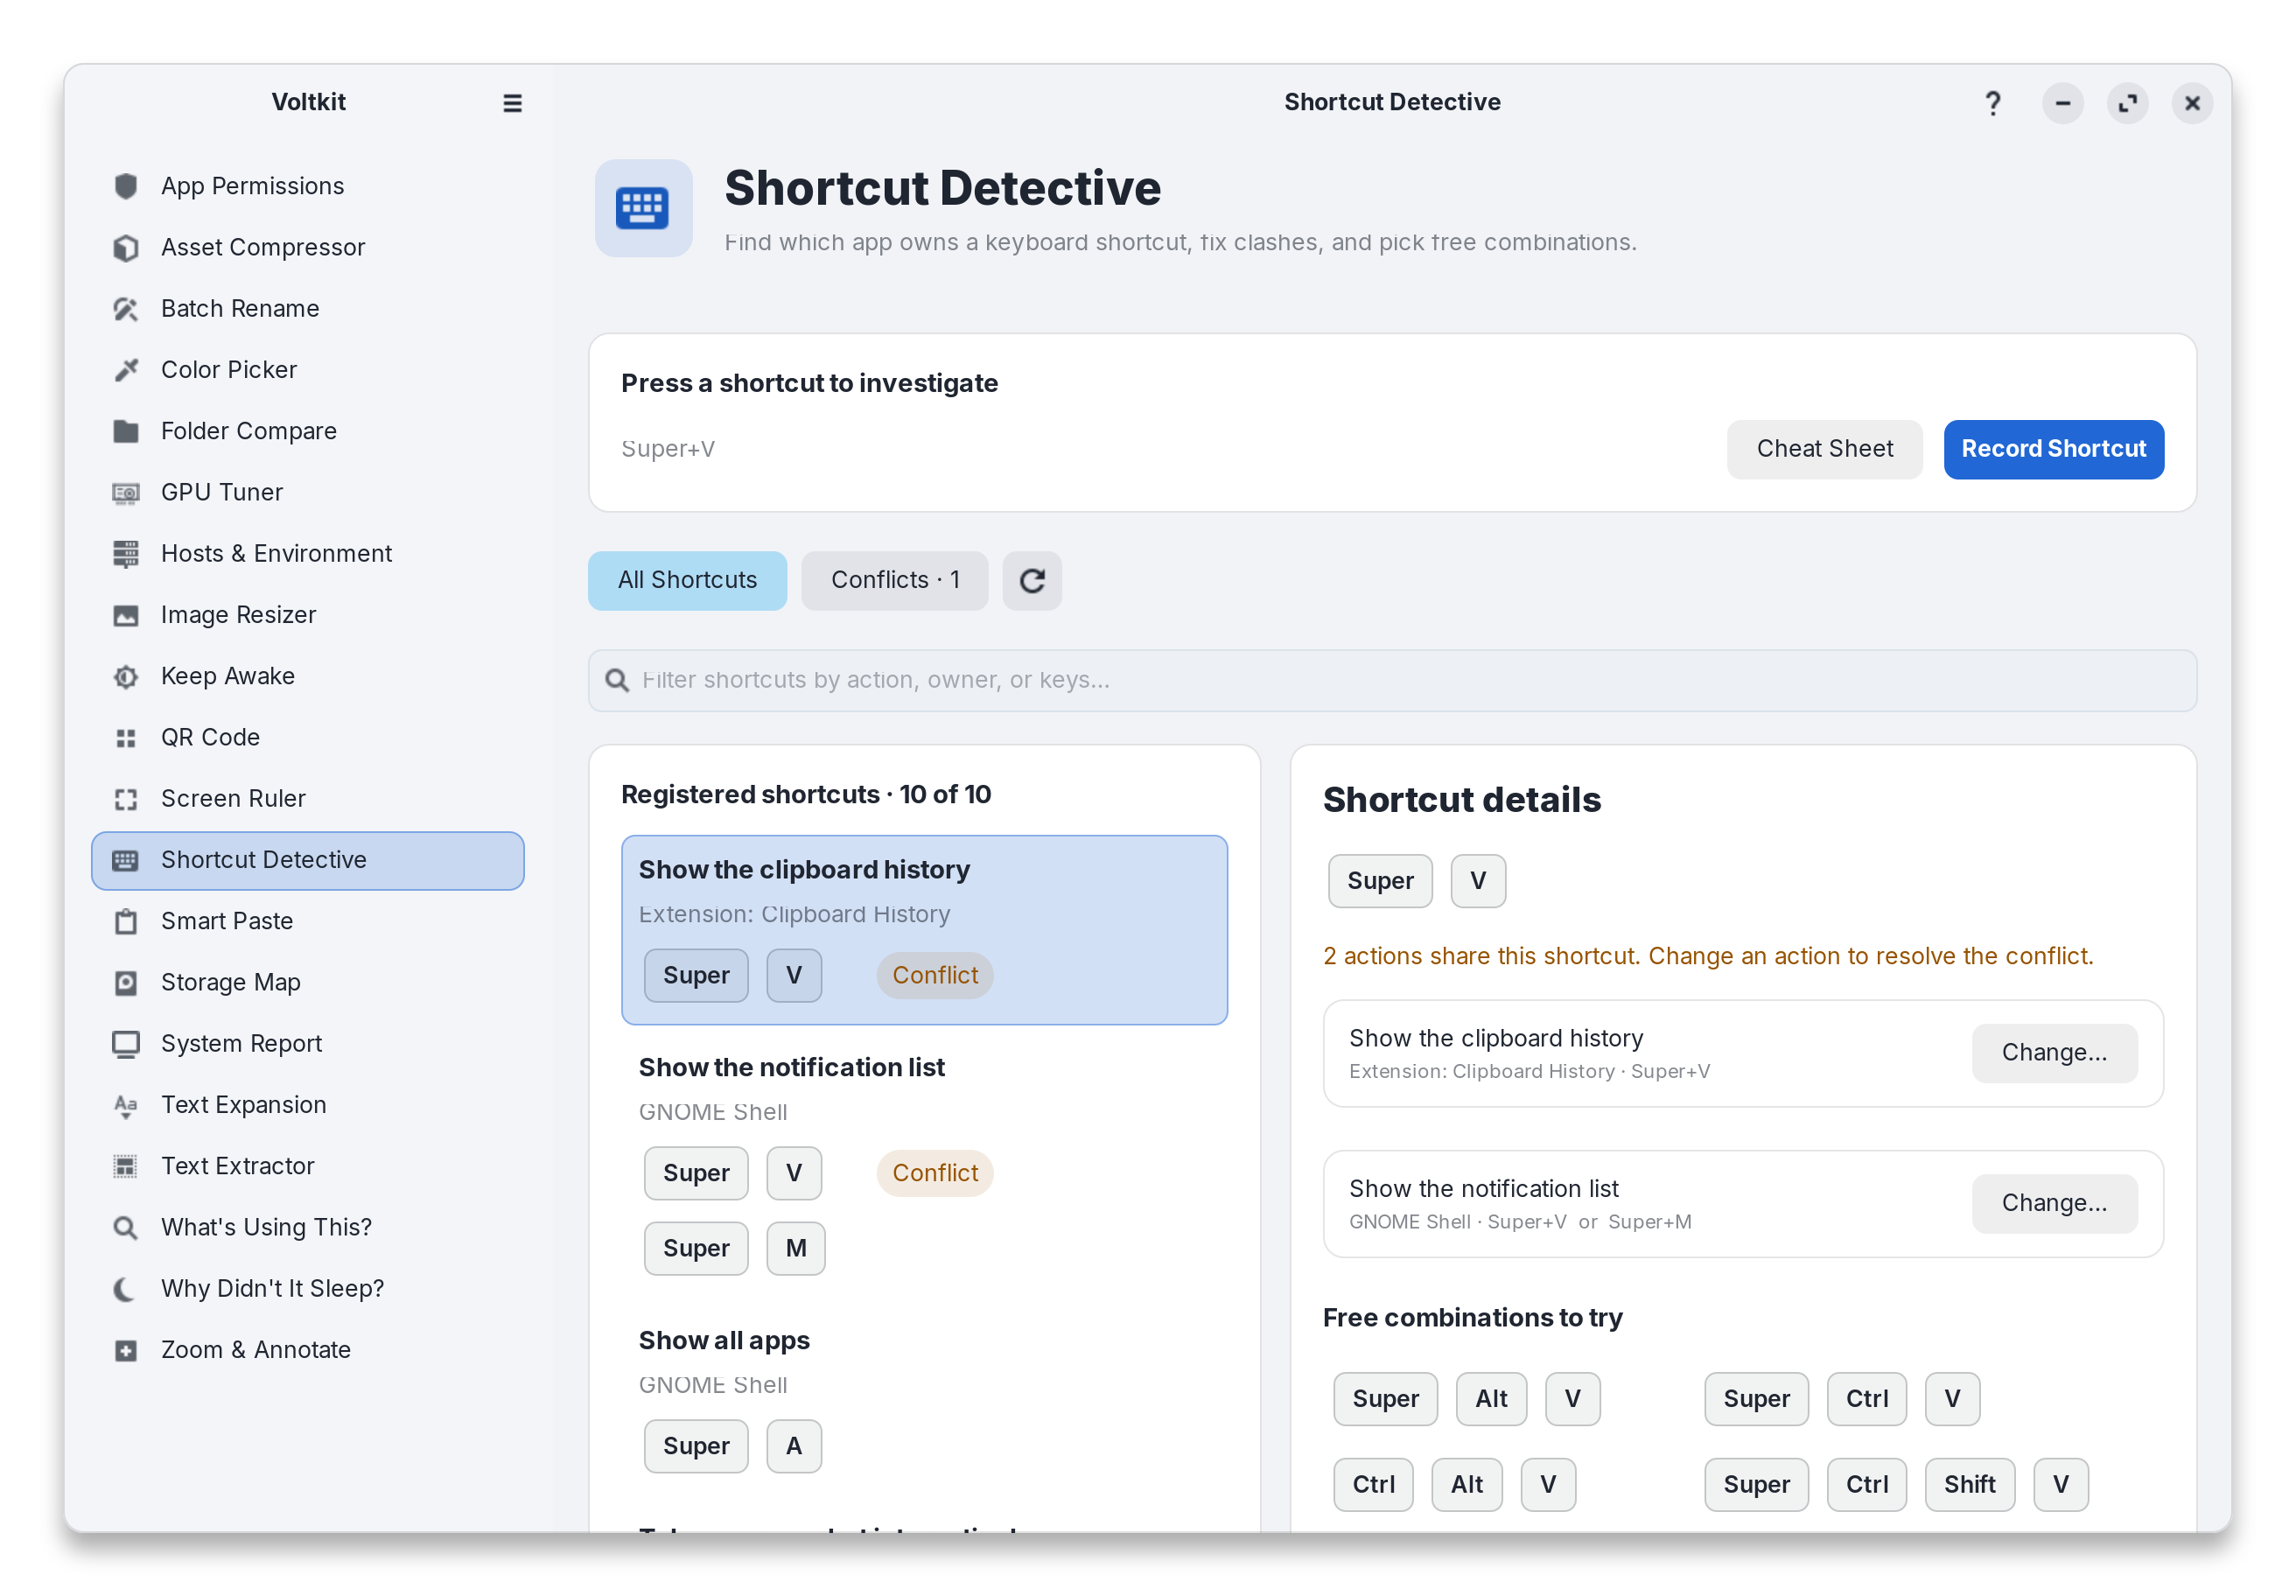 Voltkit
Shortcut Detective
?
App Permissions
Asset Compressor
Batch Rename
Color Picker
Folder Compare
GPU Tuner
Hosts & Environment
Image Resizer
Keep Awake
QR Code
Screen Ruler
Shortcut Detective
Smart Paste
Storage Map
System Report
Text Expansion
Text Extractor
What's Using This?
Why Didn't It Sleep?
Zoom & Annotate
Shortcut Detective
Find which app owns a keyboard shortcut, fix clashes, and pick free combinations.
Press a shortcut to investigate
Super+V
Cheat Sheet
Record Shortcut
All Shortcuts
Conflicts · 1
Filter shortcuts by action, owner, or keys...
Registered shortcuts · 10 of 10
Show the clipboard history
Extension: Clipboard History
Super V Conflict
Show the notification list
GNOME Shell
Super V Conflict
Super M
Show all apps
GNOME Shell
Super A
Shortcut details
Super V
2 actions share this shortcut. Change an action to resolve the conflict.
Show the clipboard history
Extension: Clipboard History · Super+V
Change...
Show the notification list
GNOME Shell · Super+V or Super+M
Change...
Free combinations to try
Super Alt V
Super Ctrl V
Ctrl Alt V
Super Ctrl Shift V